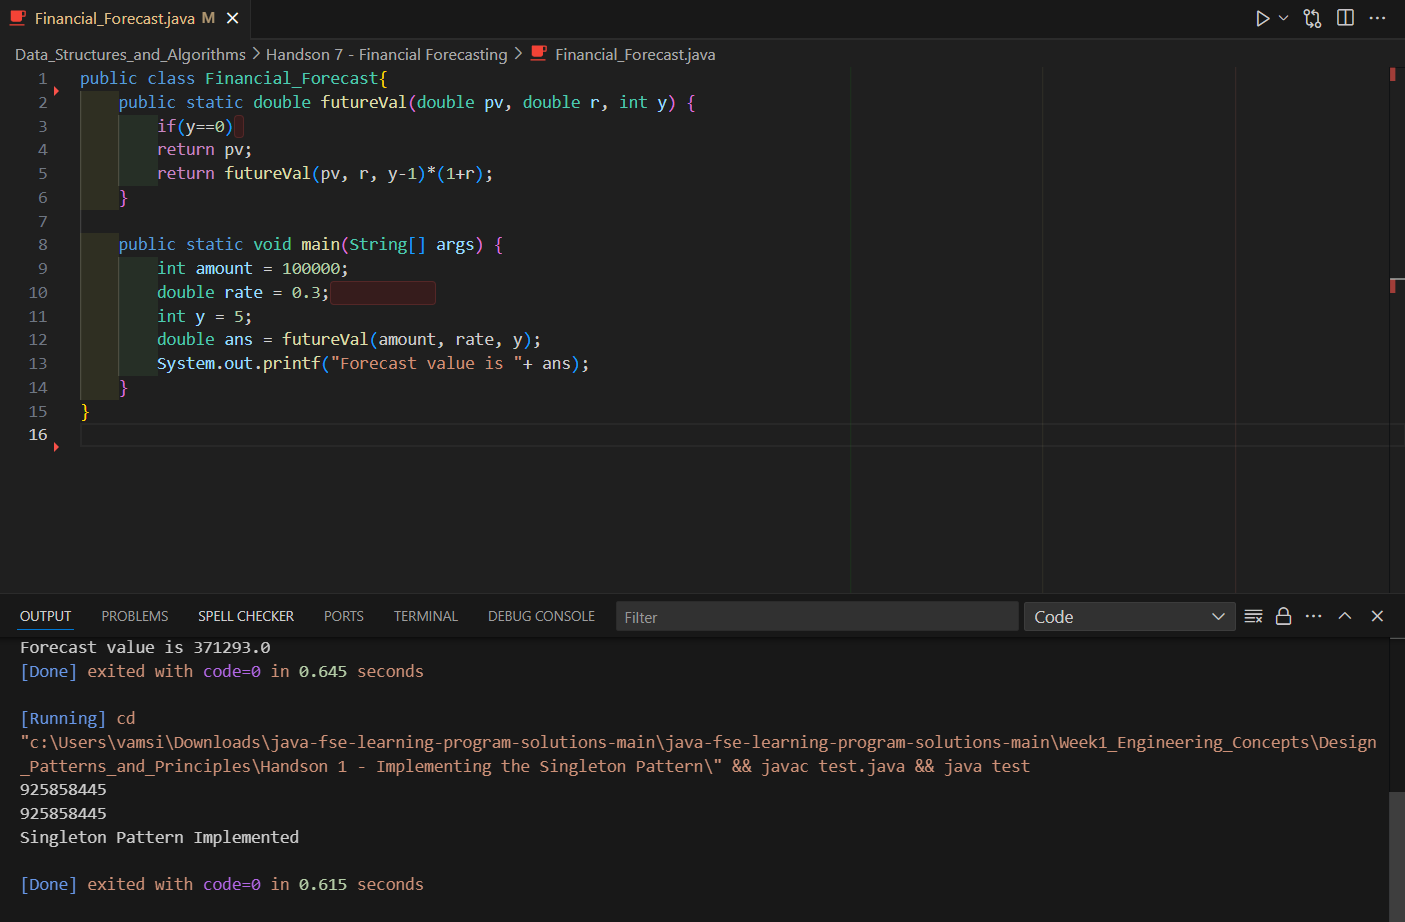 Financial_Forecast.java M
Data_Structures_and_Algorithms > Handson 7 - Financial Forecasting > Financial_Forecast.java
1 public class Financial_Forecast{
2 public static double futureVal(double pv, double r, int y) {
3 if(y==0)
4 return pv;
5 return futureVal(pv, r, y-1)*(1+r);
6 }
7
8 public static void main(String[] args) {
9 int amount = 100000;
10 double rate = 0.3;
11 int y = 5;
12 double ans = futureVal(amount, rate, y);
13 System.out.printf("Forecast value is "+ ans);
14 }
15 }
16
OUTPUT PROBLEMS SPELL CHECKER PORTS TERMINAL DEBUG CONSOLE Filter Code
Forecast value is 371293.0
[Done] exited with code=0 in 0.645 seconds
[Running] cd
"c:\Users\vamsi\Downloads\java-fse-learning-program-solutions-main\java-fse-learning-program-solutions-main\Week1_Engineering_Concepts\Design
_Patterns_and_Principles\Handson 1 - Implementing the Singleton Pattern\" && javac test.java && java test
925858445
925858445
Singleton Pattern Implemented
[Done] exited with code=0 in 0.615 seconds